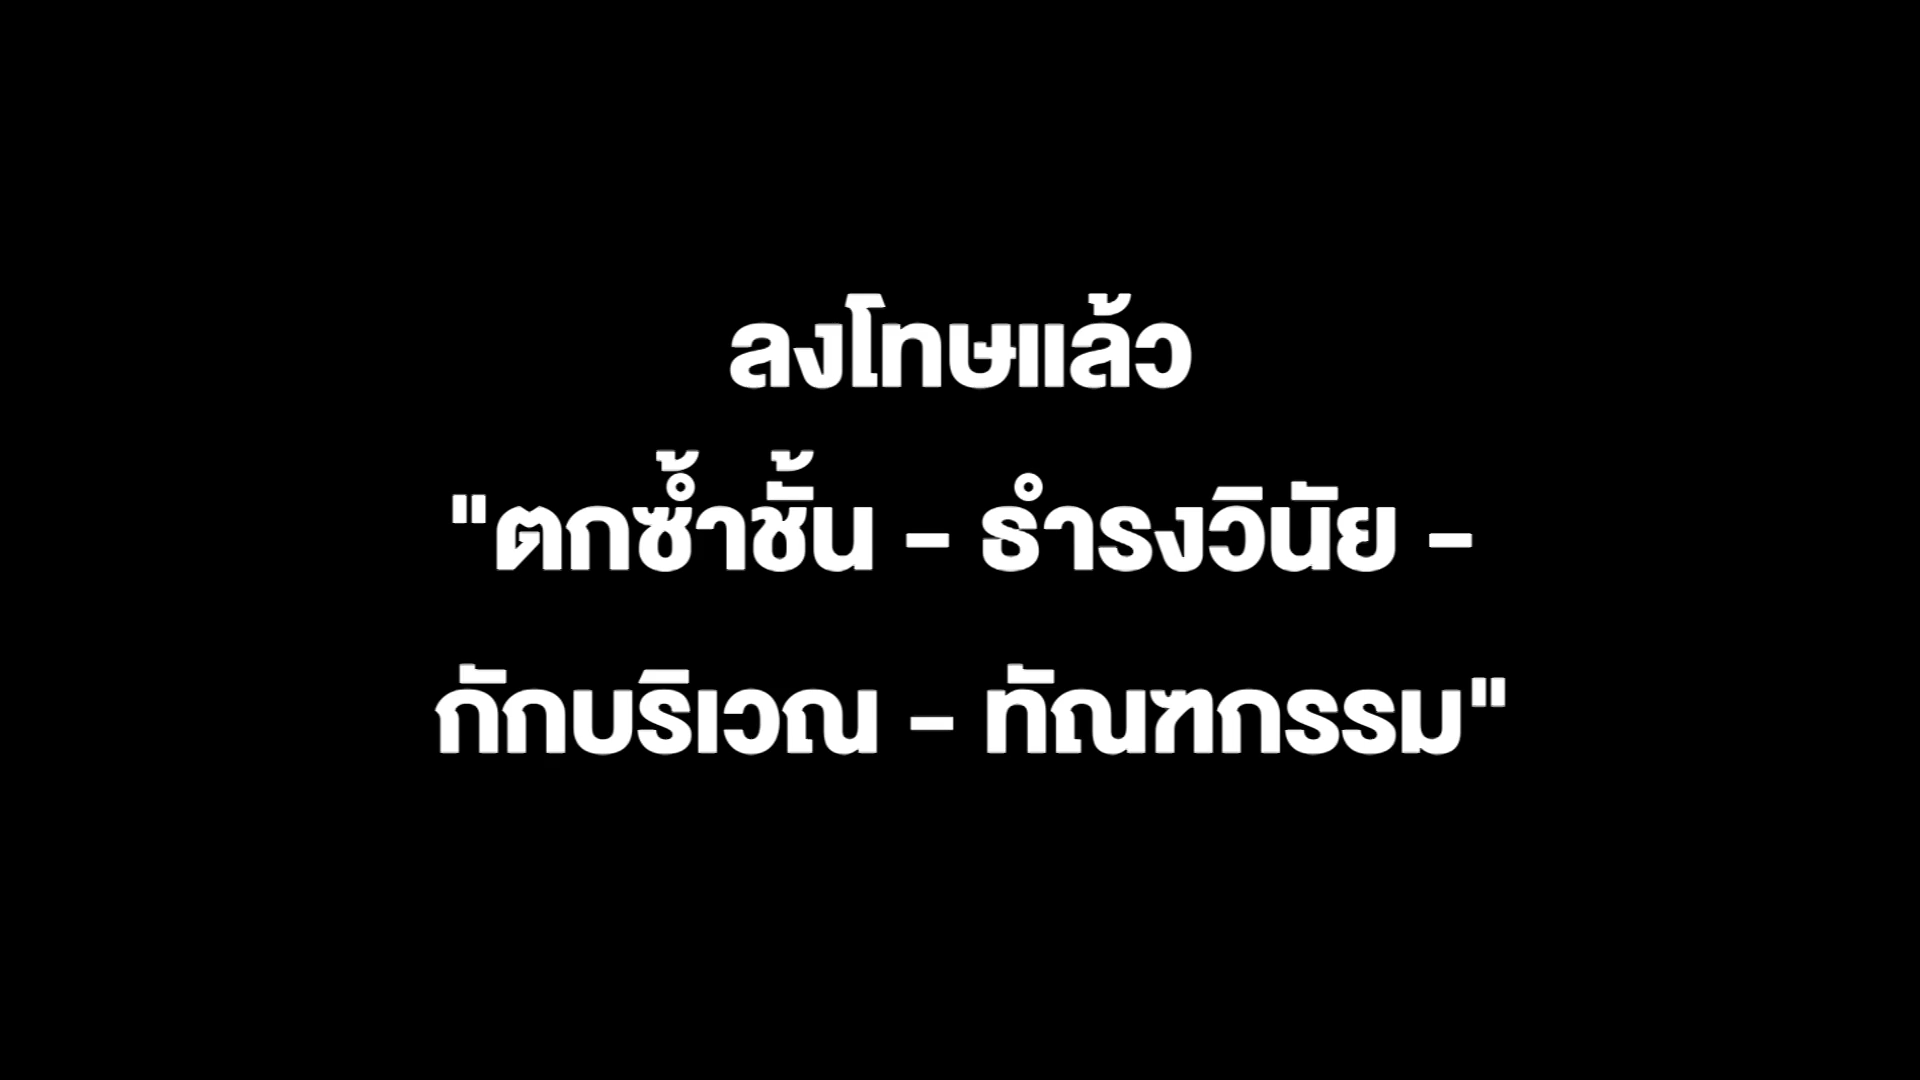 ลงโทษแล้ว
"ตกซ้ำชั้น - ธำรงวินัย -
กักบริเวณ - ทัณฑกรรม"